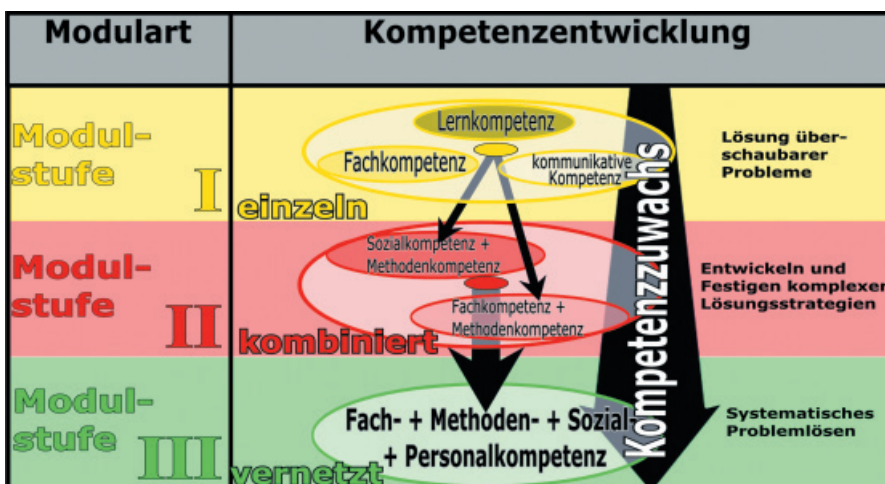 Modulart
Kompetenzentwicklung
Modul-
stufe
I
einzeln
Lernkompetenz
Fachkompetenz
kommunikative
Kompetenz
Lösung über-
schaubarer
Probleme
Modul-
stufe
II
kombiniert
Sozialkompetenz +
Methodenkompetenz
Fachkompetenz +
Methodenkompetenz
Entwickeln und
Festigen komplexer
Lösungsstrategien
Modul-
stufe
III
vernetzt
Fach- + Methoden- + Sozial-
+ Personalkompetenz
Systematisches
Problemlösen
Kompetenzzuwachs